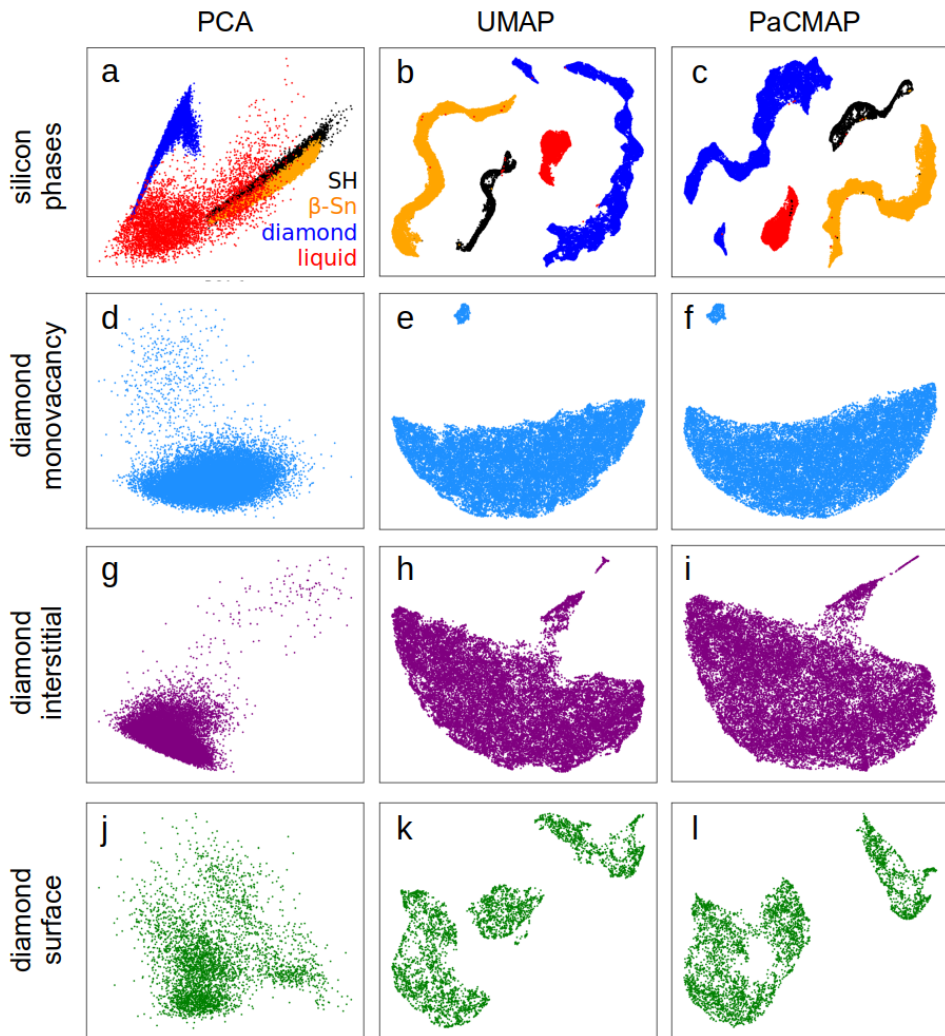 PCA
UMAP
PaCMAP
silicon
phases
a
SH
β-Sn
diamond
liquid
b
c
diamond
monovacancy
d
e
f
diamond
interstitial
g
h
i
diamond
surface
j
k
l